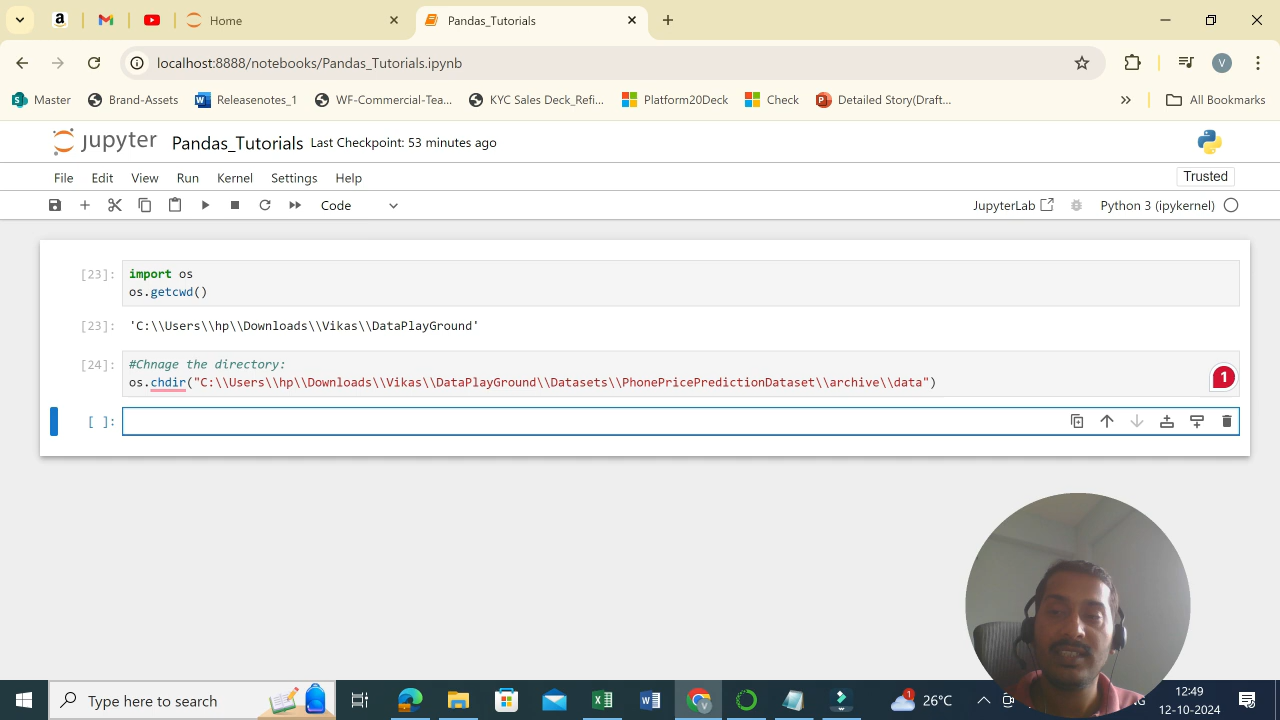 Home
Pandas_Tutorials
localhost:8888/notebooks/Pandas_Tutorials.ipynb
V
Master
Brand-Assets
Releasenotes_1
WF-Commercial-Tea...
KYC Sales Deck_Refi...
Platform20Deck
Check
Detailed Story(Draft...
All Bookmarks
jupyter Pandas_Tutorials Last Checkpoint: 53 minutes ago
File Edit View Run Kernel Settings Help
Trusted
Code
JupyterLab
Python 3 (ipykernel)
[23]: import os
os.getcwd()
[23]: 'C:\\Users\\hp\\Downloads\\Vikas\\DataPlayGround'
[24]: #Chnage the directory:
os.chdir("C:\\Users\\hp\\Downloads\\Vikas\\DataPlayGround\\Datasets\\PhonePricePredictionDataset\\archive\\data")
1
[ ]:
Type here to search
1
26°C
12:49
12-10-2024